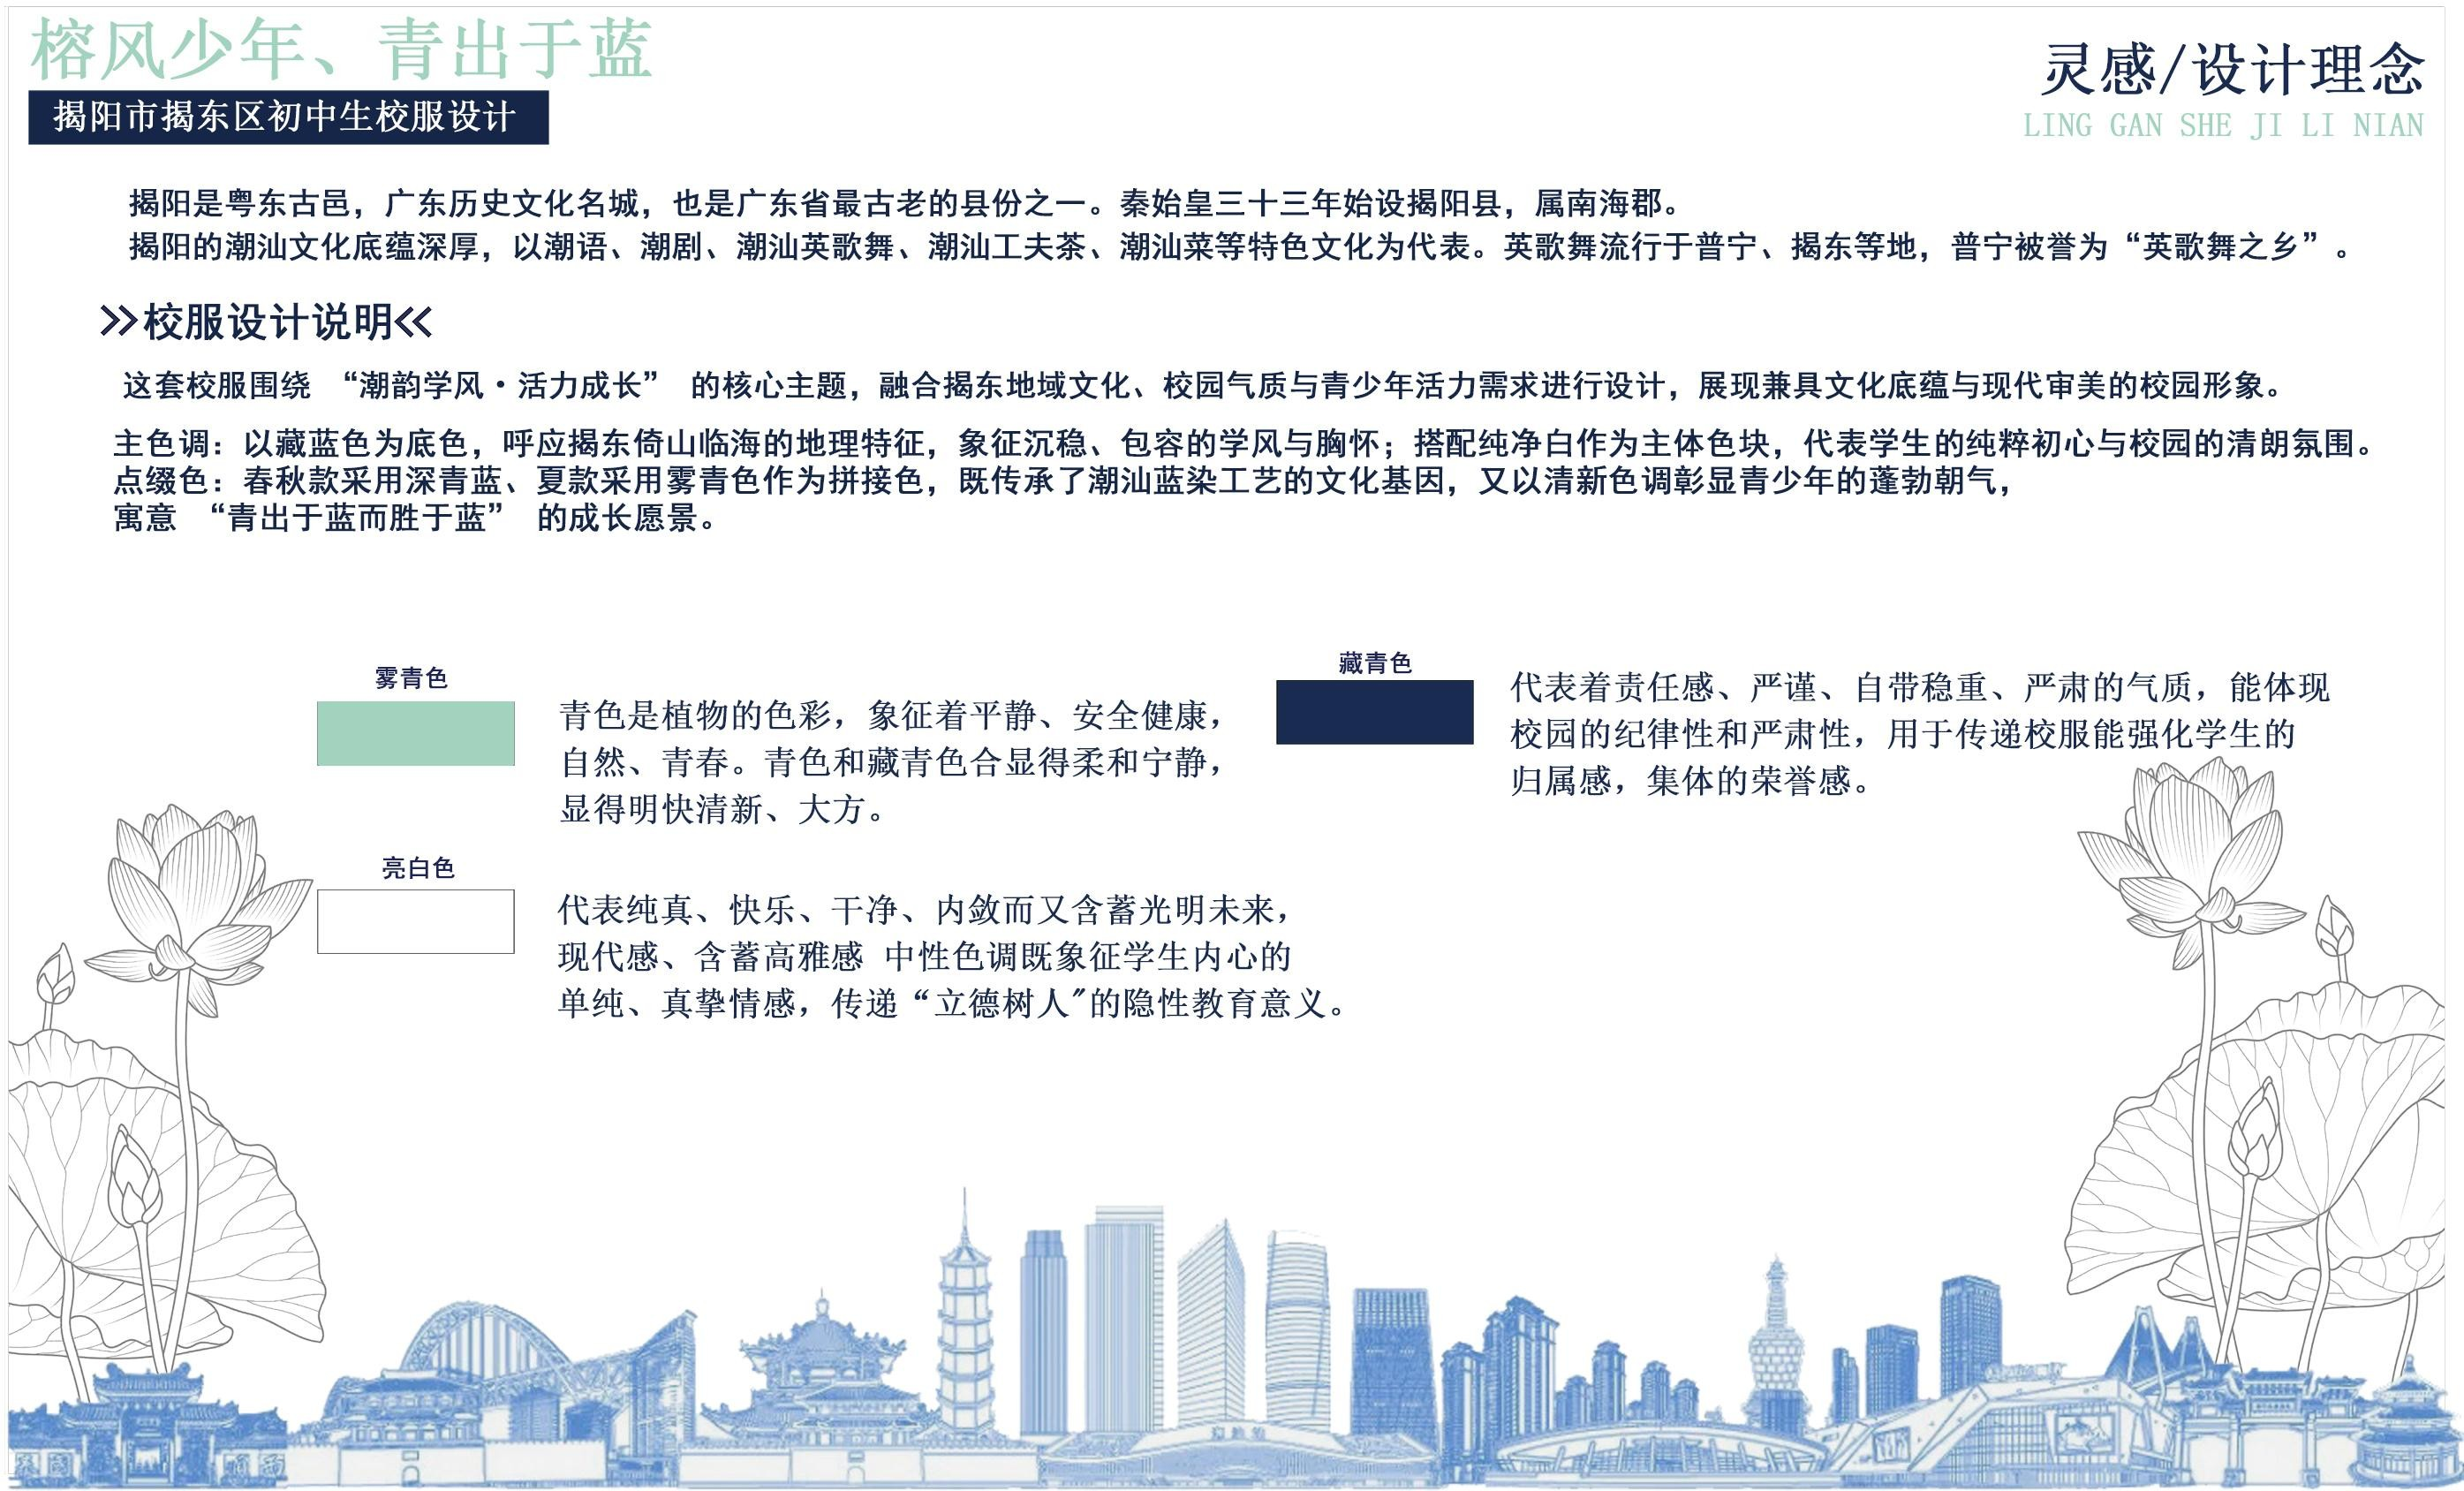 榕风少年、青出于蓝
揭阳市揭东区初中生校服设计
灵感/设计理念
LING GAN SHE JI LI NIAN
揭阳是粤东古邑，广东历史文化名城，也是广东省最古老的县份之一。秦始皇三十三年始设揭阳县，属南海郡。
揭阳的潮汕文化底蕴深厚，以潮语、潮剧、潮汕英歌舞、潮汕工夫茶、潮汕菜等特色文化为代表。英歌舞流行于普宁、揭东等地，普宁被誉为“英歌舞之乡”。
>>校服设计说明<<
这套校服围绕 “潮韵学风·活力成长” 的核心主题，融合揭东地域文化、校园气质与青少年活力需求进行设计，展现兼具文化底蕴与现代审美的校园形象。
主色调：以藏蓝色为底色，呼应揭东倚山临海的地理特征，象征沉稳、包容的学风与胸怀；搭配纯净白作为主体色块，代表学生的纯粹初心与校园的清朗氛围。
点缀色：春秋款采用深青蓝、夏款采用雾青色作为拼接色，既传承了潮汕蓝染工艺的文化基因，又以清新色调彰显青少年的蓬勃朝气，
寓意 “青出于蓝而胜于蓝” 的成长愿景。
雾青色
青色是植物的色彩，象征着平静、安全健康，
自然、青春。青色和藏青色合显得柔和宁静，
显得明快清新、大方。
藏青色
代表着责任感、严谨、自带稳重、严肃的气质，能体现
校园的纪律性和严肃性，用于传递校服能强化学生的
归属感，集体的荣誉感。
亮白色
代表纯真、快乐、干净、内敛而又含蓄光明未来，
现代感、含蓄高雅感 中性色调既象征学生内心的
单纯、真挚情感，传递“立德树人"的隐性教育意义。